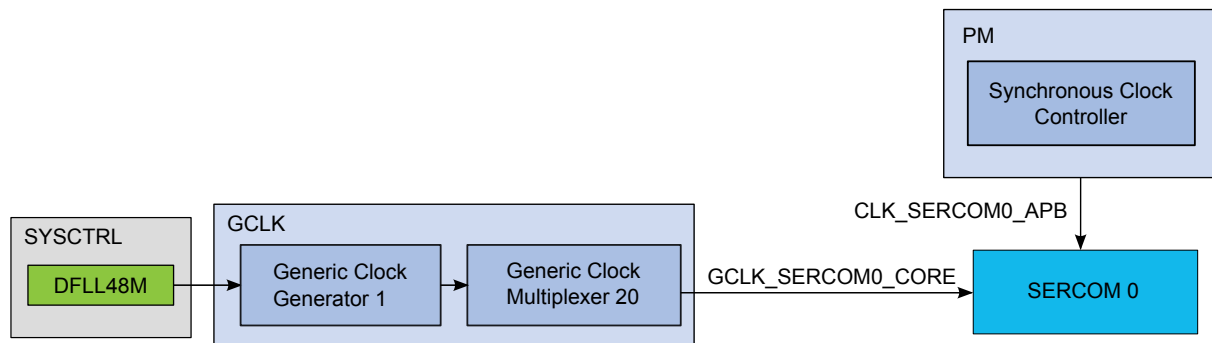 PM
Synchronous Clock
Controller
CLK_SERCOM0_APB
SYSCTRL
DFLL48M
GCLK
Generic Clock
Generator 1
Generic Clock
Multiplexer 20
GCLK_SERCOM0_CORE
SERCOM 0